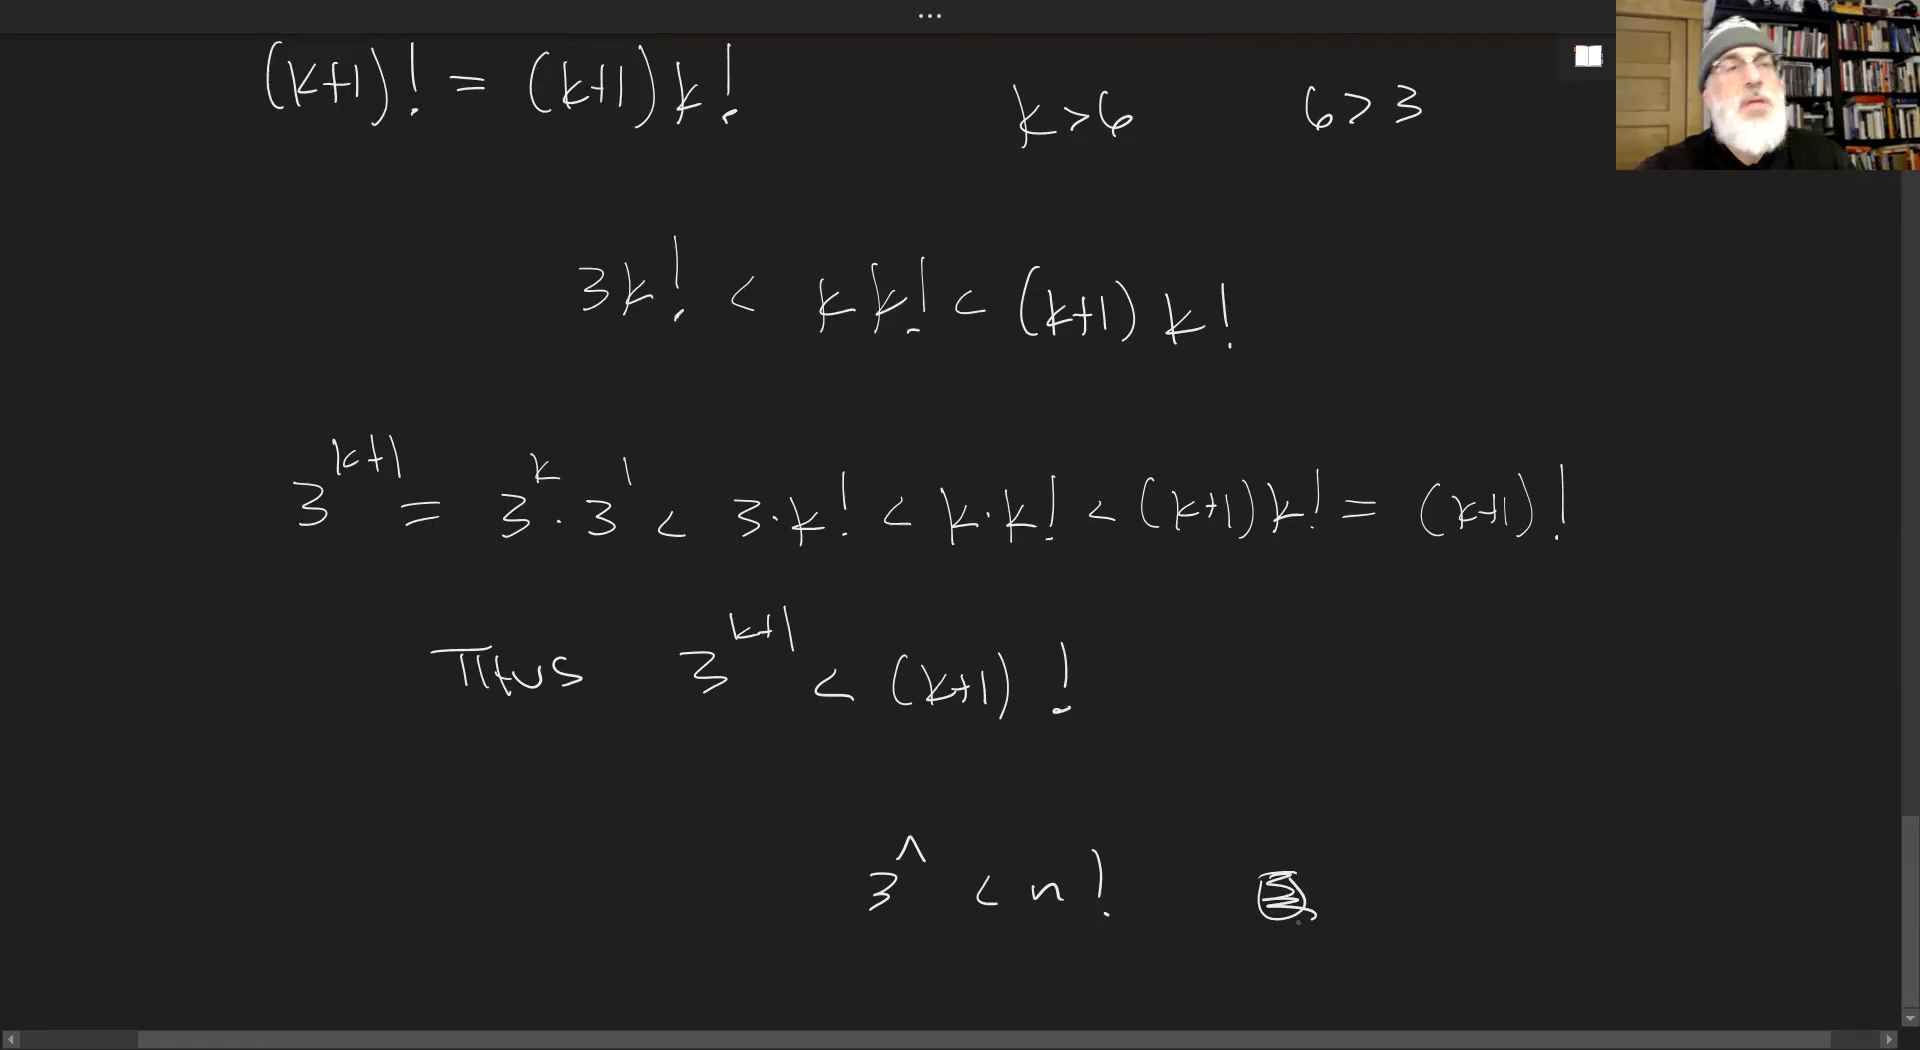 (k+1)! = (k+1) k!   k > 6   6 > 3
3k! < k k! < (k+1) k!
3^{k+1} = 3^k · 3^1 < 3·k! < k·k! < (k+1)k! = (k+1)!
THUS 3^{k+1} < (k+1)!
3^n < n!